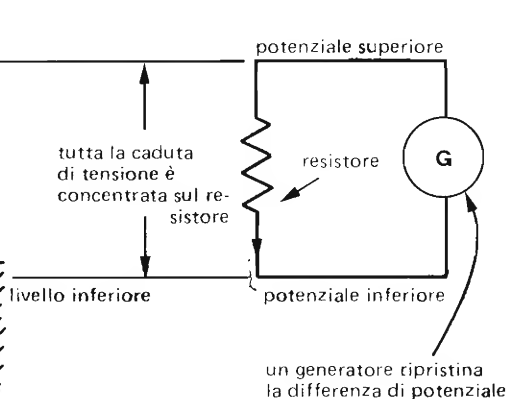 potenziale superiore
tutta la caduta
di tensione è
concentrata sul re-
sistore
resistore
G
livello inferiore
potenziale inferiore
un generatore ripristina
la differenza di potenziale